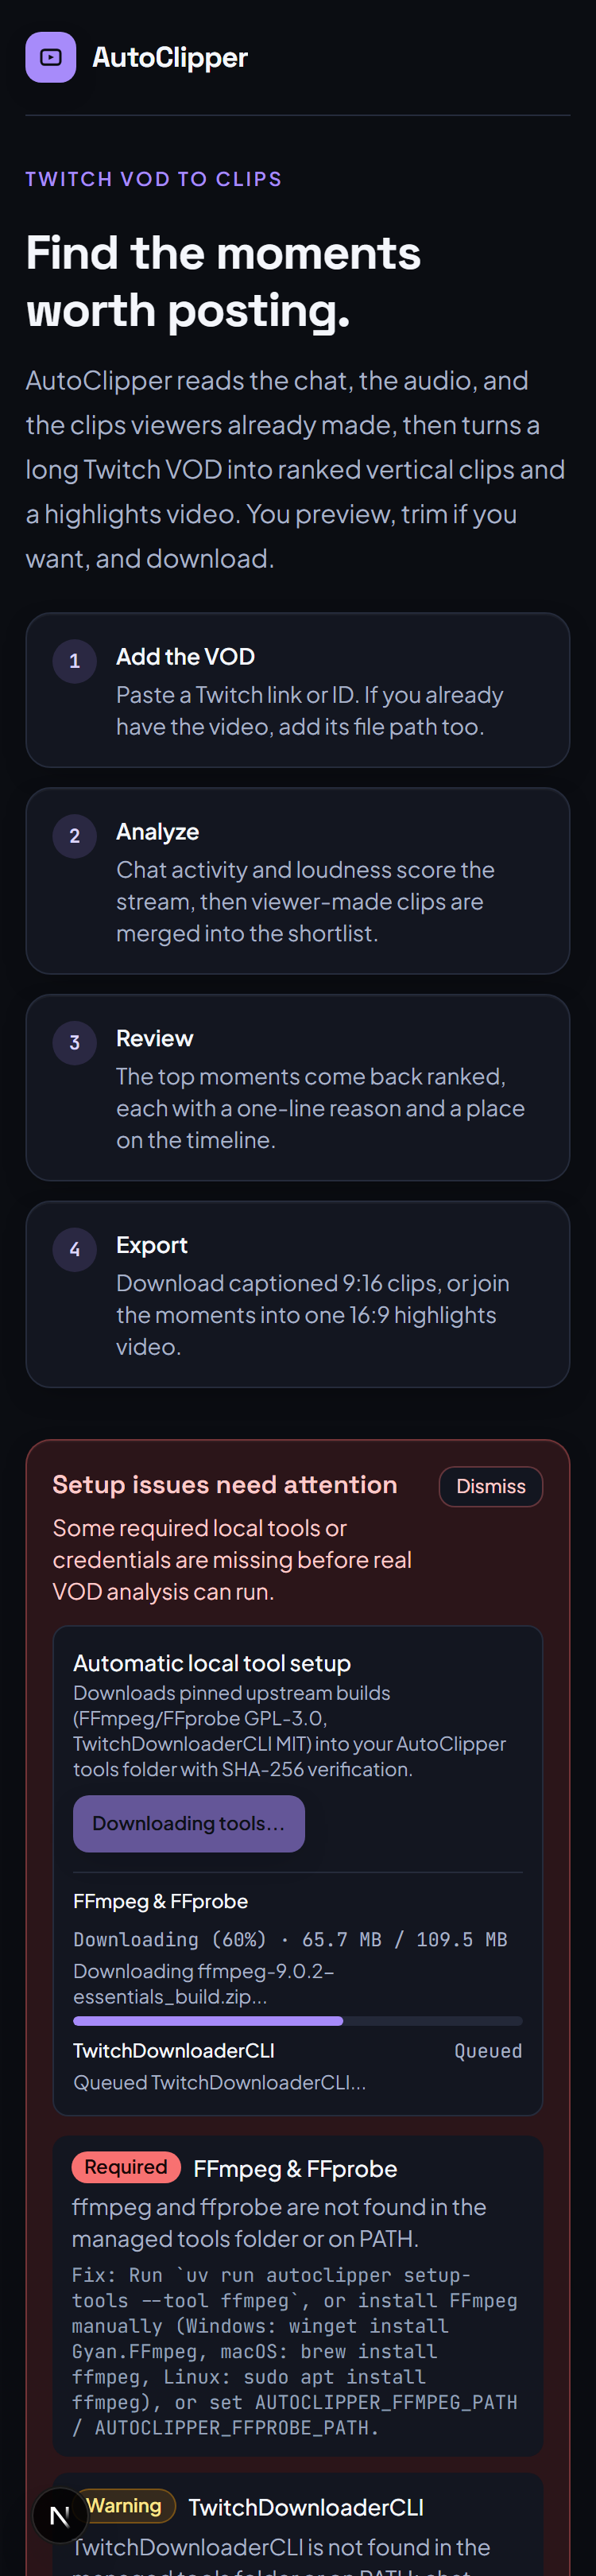 AutoClipper
TWITCH VOD TO CLIPS
Find the moments
worth posting.
AutoClipper reads the chat, the audio, and
the clips viewers already made, then turns a
long Twitch VOD into ranked vertical clips and
a highlights video. You preview, trim if you
want, and download.
1
Add the VOD
Paste a Twitch link or ID. If you already
have the video, add its file path too.
2
Analyze
Chat activity and loudness score the
stream, then viewer-made clips are
merged into the shortlist.
3
Review
The top moments come back ranked,
each with a one-line reason and a place
on the timeline.
4
Export
Download captioned 9:16 clips, or join
the moments into one 16:9 highlights
video.
Setup issues need attention
Dismiss
Some required local tools or
credentials are missing before real
VOD analysis can run.
Automatic local tool setup
Downloads pinned upstream builds
(FFmpeg/FFprobe GPL-3.0,
TwitchDownloaderCLI MIT) into your AutoClipper
tools folder with SHA-256 verification.
Downloading tools...
FFmpeg & FFprobe
Downloading (60%) · 65.7 MB / 109.5 MB
Downloading ffmpeg-9.0.2-
essentials_build.zip...
TwitchDownloaderCLI Queued
Queued TwitchDownloaderCLI...
Required FFmpeg & FFprobe
ffmpeg and ffprobe are not found in the
managed tools folder or on PATH.
Fix: Run `uv run autoclipper setup-
tools --tool ffmpeg`, or install FFmpeg
manually (Windows: winget install
Gyan.FFmpeg, macOS: brew install
ffmpeg, Linux: sudo apt install
ffmpeg), or set AUTOCLIPPER_FFMPEG_PATH
/ AUTOCLIPPER_FFPROBE_PATH.
N
Warning TwitchDownloaderCLI
TwitchDownloaderCLI is not found in the
managed tools folder or on PATH; chat